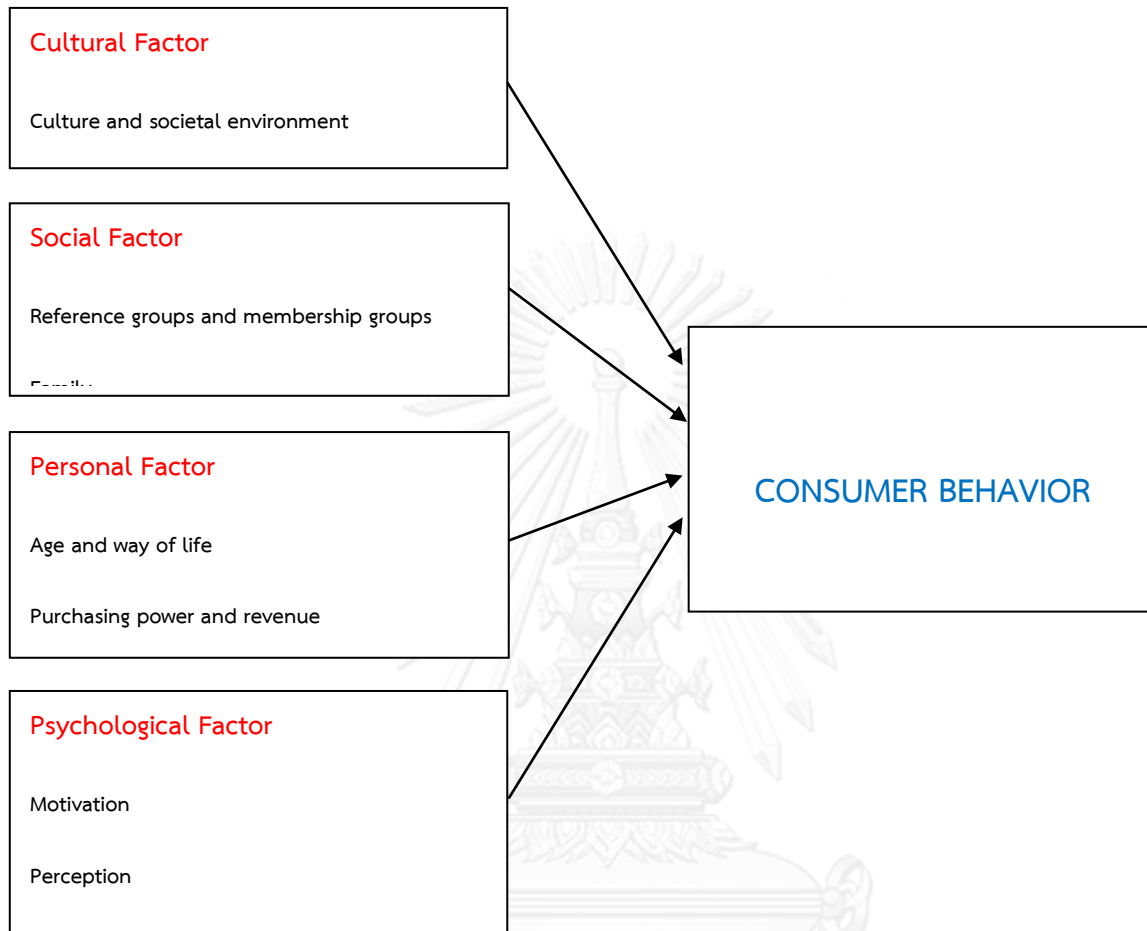 Cultural Factor
Culture and societal environment
Social Factor
Reference groups and membership groups
Family
Personal Factor
Age and way of life
Purchasing power and revenue
Psychological Factor
Motivation
Perception
CONSUMER BEHAVIOR